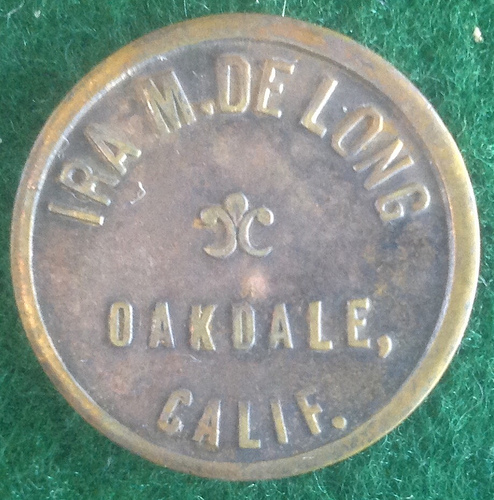 IRA M. DE LONG
OAKDALE,
CALIF.